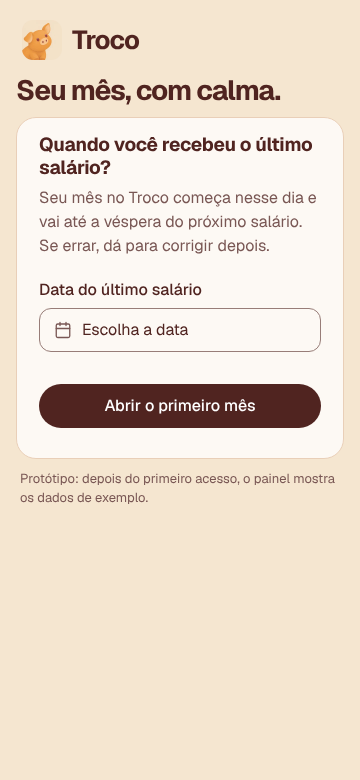 Troco
Seu mês, com calma.
Quando você recebeu o último
salário?
Seu mês no Troco começa nesse dia e
vai até a véspera do próximo salário.
Se errar, dá para corrigir depois.
Data do último salário
Escolha a data
Abrir o primeiro mês
Protótipo: depois do primeiro acesso, o painel mostra
os dados de exemplo.